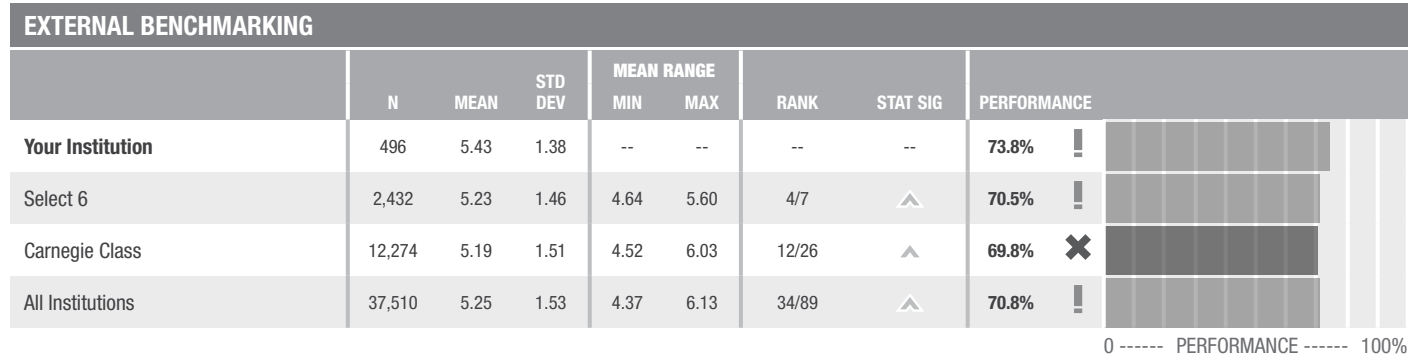 EXTERNAL BENCHMARKING
N MEAN STD DEV MEAN RANGE MIN MAX RANK STAT SIG PERFORMANCE
Your Institution 496 5.43 1.38 -- -- -- -- 73.8%
Select 6 2,432 5.23 1.46 4.64 5.60 4/7 70.5%
Carnegie Class 12,274 5.19 1.51 4.52 6.03 12/26 69.8%
All Institutions 37,510 5.25 1.53 4.37 6.13 34/89 70.8%
0 ------ PERFORMANCE ------ 100%